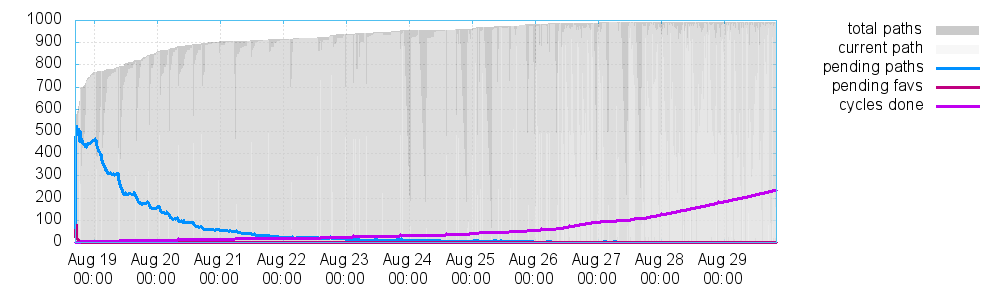 1000
900
800
700
600
500
400
300
200
100
0
Aug 19 Aug 20 Aug 21 Aug 22 Aug 23 Aug 24 Aug 25 Aug 26 Aug 27 Aug 28 Aug 29
00:00 00:00 00:00 00:00 00:00 00:00 00:00 00:00 00:00 00:00 00:00
total paths
current path
pending paths
pending favs
cycles done